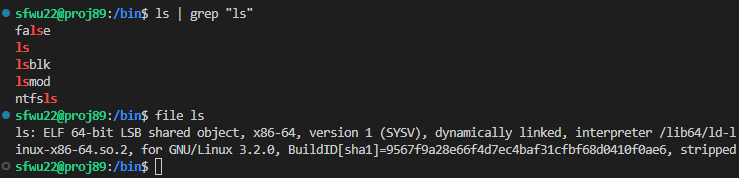 sfwu22@proj89:/bin$ ls | grep "ls"
false
ls
lsblk
lsmod
ntfsls
sfwu22@proj89:/bin$ file ls
ls: ELF 64-bit LSB shared object, x86-64, version 1 (SYSV), dynamically linked, interpreter /lib64/ld-l
inux-x86-64.so.2, for GNU/Linux 3.2.0, BuildID[sha1]=9567f9a28e66f4d7ec4baf31cfbf68d0410f0ae6, stripped
sfwu22@proj89:/bin$